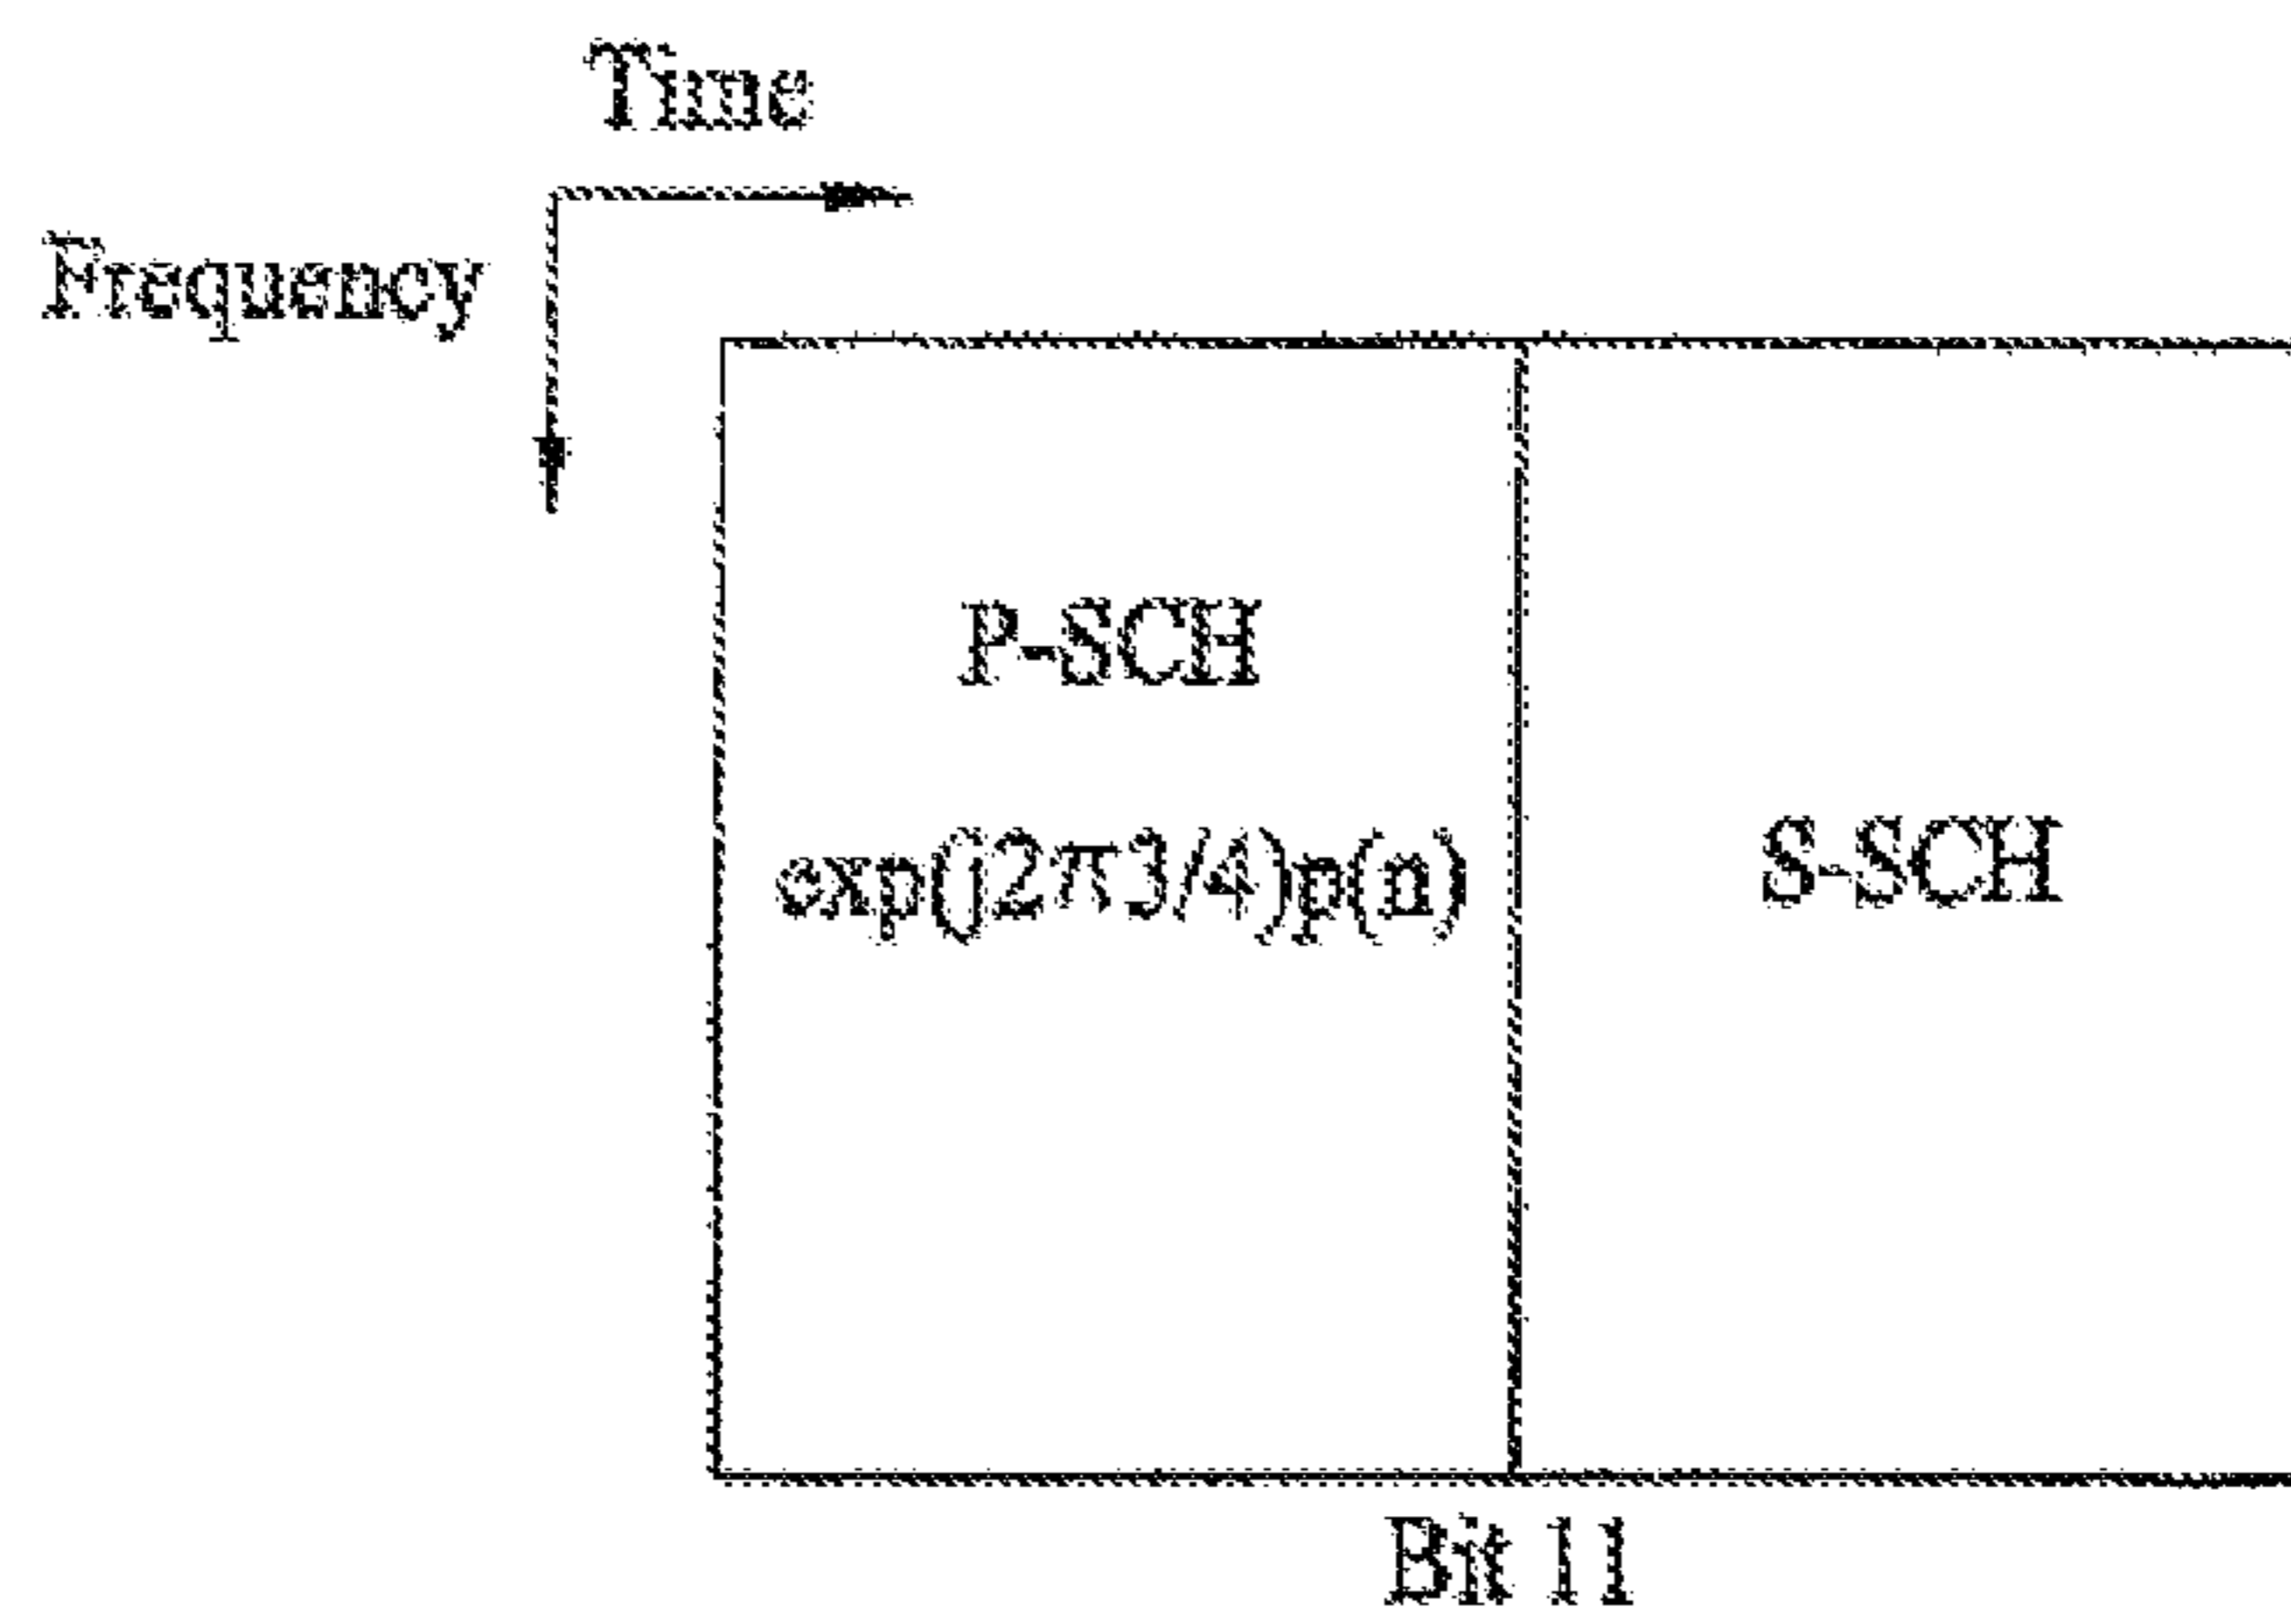 Time
Frequency
P-SCH
exp(j2π3/4)p(n)
S-SCH
Bit 11